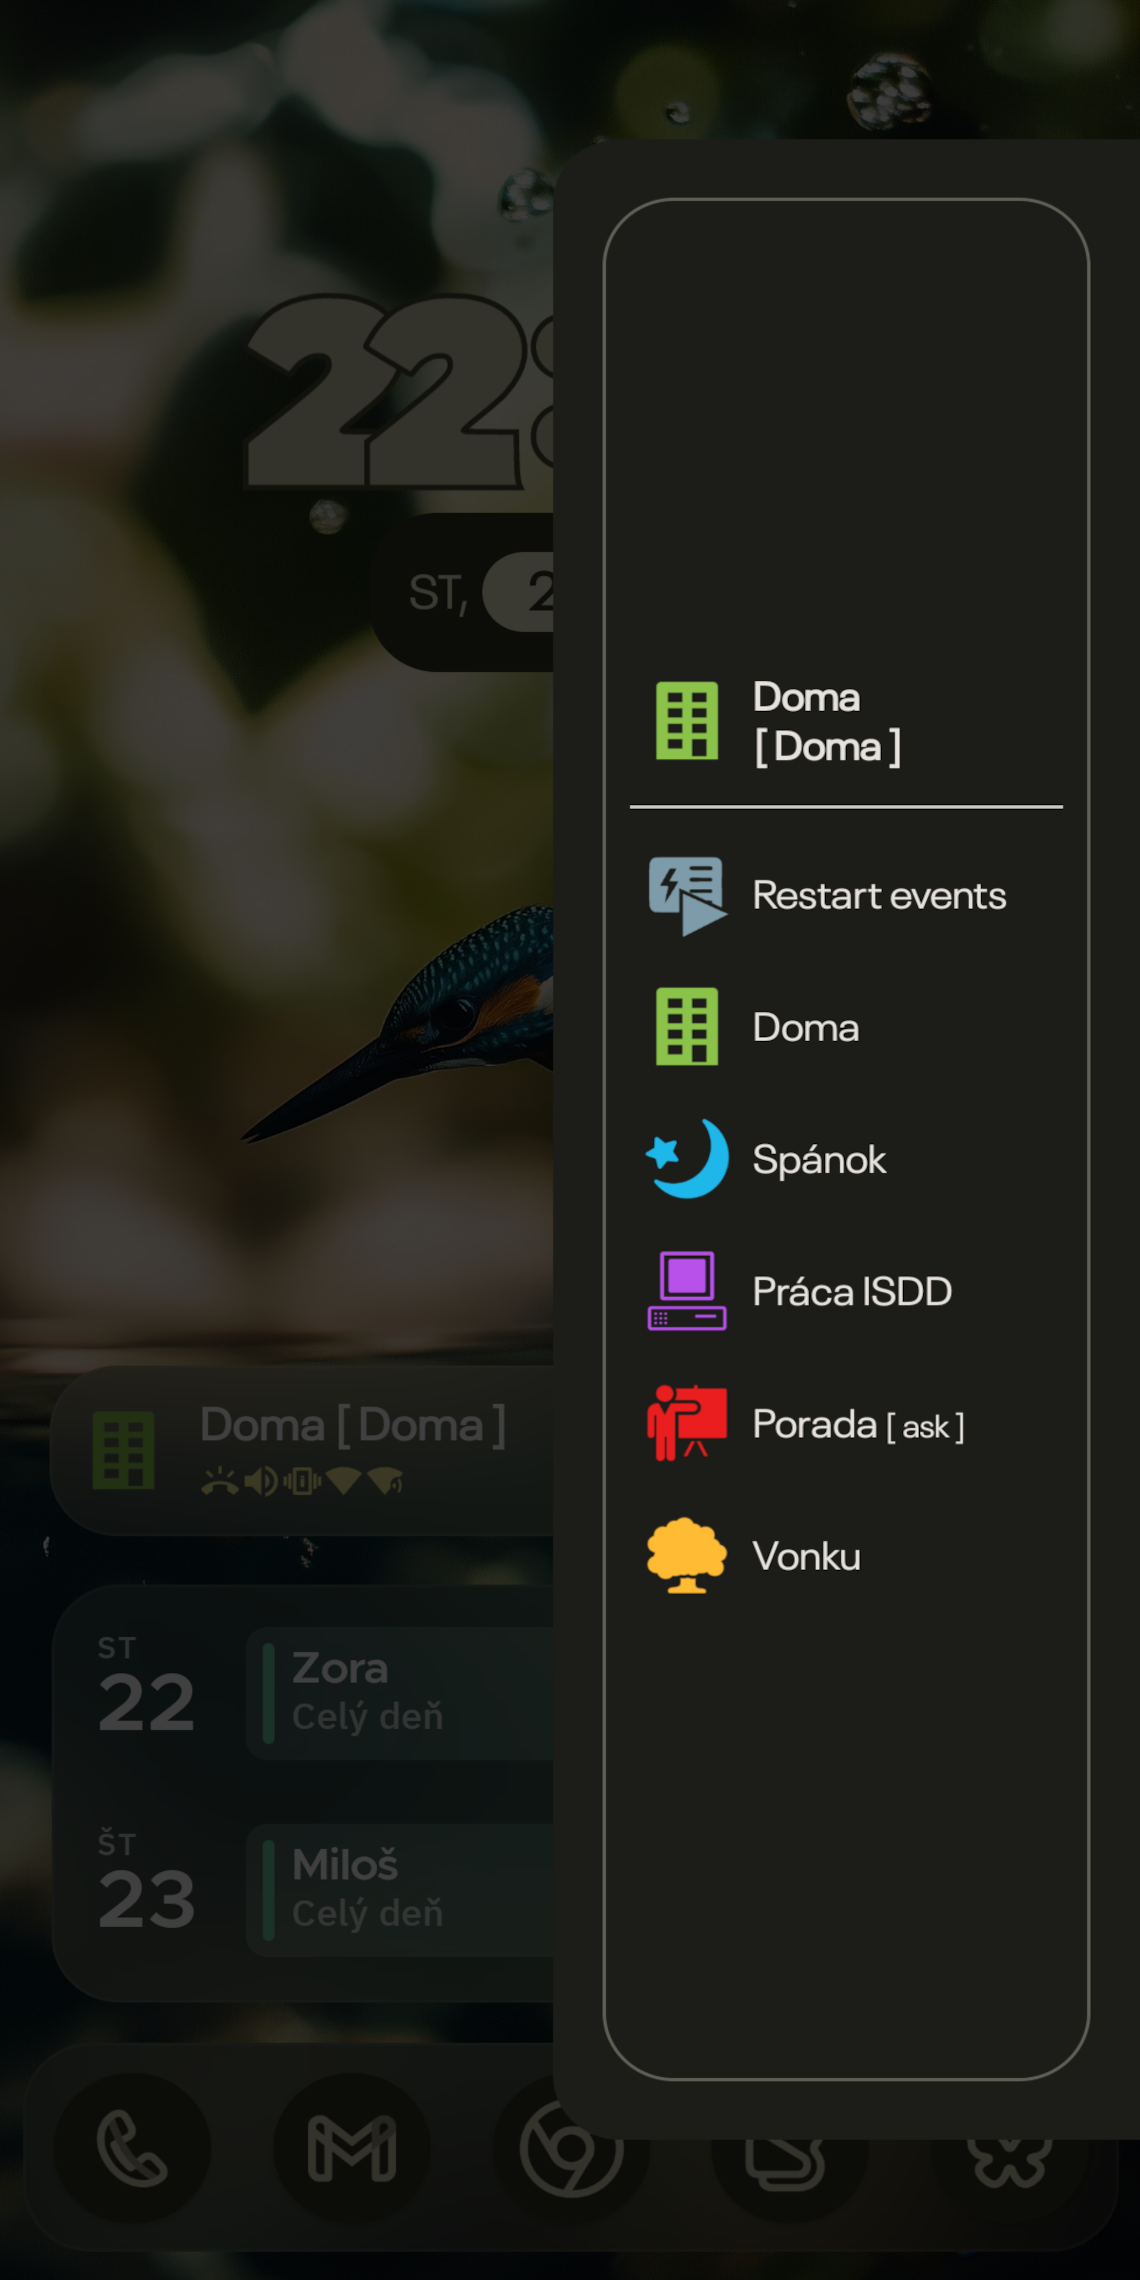 22:
ST, 2
Doma
[ Doma ]
Restart events
Doma
Spánok
Práca ISDD
Porada [ ask ]
Vonku
Doma [ Doma ]
ST
22
Zora
Celý deň
ŠT
23
Miloš
Celý deň